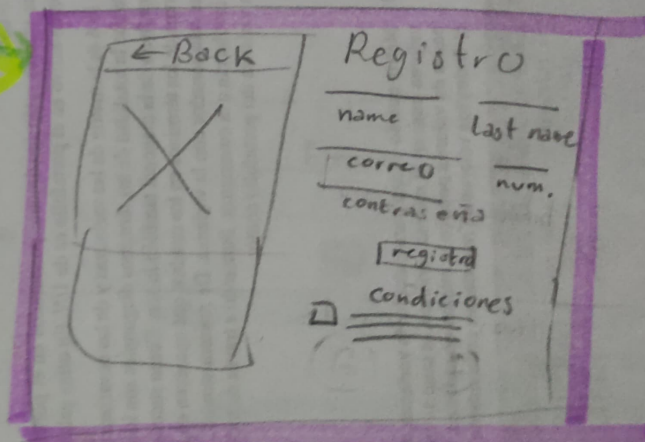 ← Back
Registro
name
Last name
correo
num.
contraseña
registro
condiciones